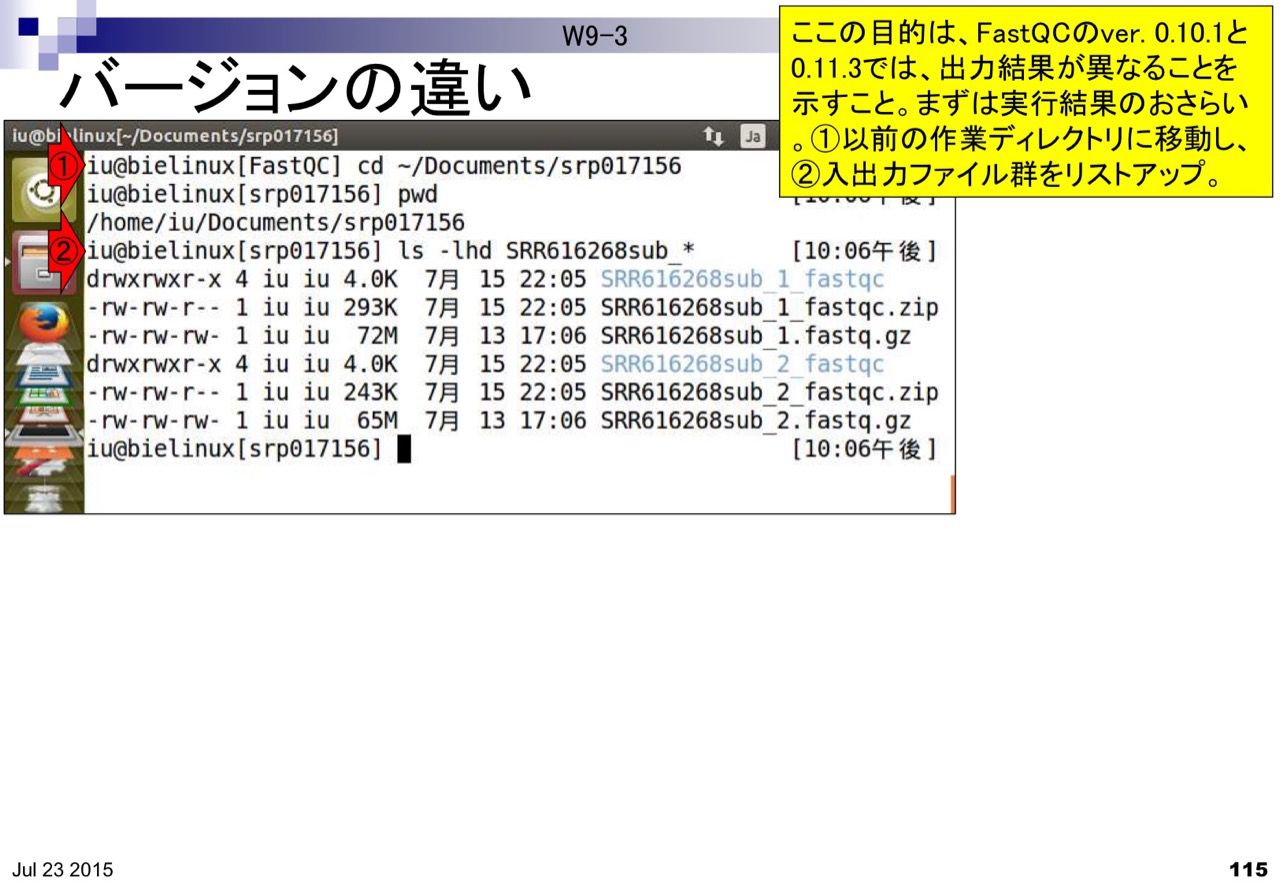 W9-3
バージョンの違い
ここの目的は、FastQCのver. 0.10.1と
0.11.3では、出力結果が異なることを
示すこと。まずは実行結果のおさらい
。①以前の作業ディレクトリに移動し、
②入出力ファイル群をリストアップ。
iu@bielinux[~/Documents/srp017156] Ja
① iu@bielinux[FastQC] cd ~/Documents/srp017156
iu@bielinux[srp017156] pwd [10:06午後]
/home/iu/Documents/srp017156
② iu@bielinux[srp017156] ls -lhd SRR616268sub_* [10:06午後]
drwxrwxr-x 4 iu iu 4.0K 7月 15 22:05 SRR616268sub_1_fastqc
-rw-rw-r-- 1 iu iu 293K 7月 15 22:05 SRR616268sub_1_fastqc.zip
-rw-rw-rw- 1 iu iu 72M 7月 13 17:06 SRR616268sub_1.fastq.gz
drwxrwxr-x 4 iu iu 4.0K 7月 15 22:05 SRR616268sub_2_fastqc
-rw-rw-r-- 1 iu iu 243K 7月 15 22:05 SRR616268sub_2_fastqc.zip
-rw-rw-rw- 1 iu iu 65M 7月 13 17:06 SRR616268sub_2.fastq.gz
iu@bielinux[srp017156] [10:06午後]
Jul 23 2015
115